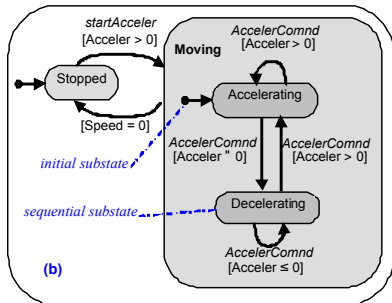 startAcceler
[Acceler > 0]
Moving
Stopped
[Speed = 0]
AccelerComnd
[Acceler > 0]
Accelerating
AccelerComnd
[Acceler " 0]
AccelerComnd
[Acceler > 0]
initial substate
sequential substate
Decelerating
AccelerComnd
[Acceler ≤ 0]
(b)